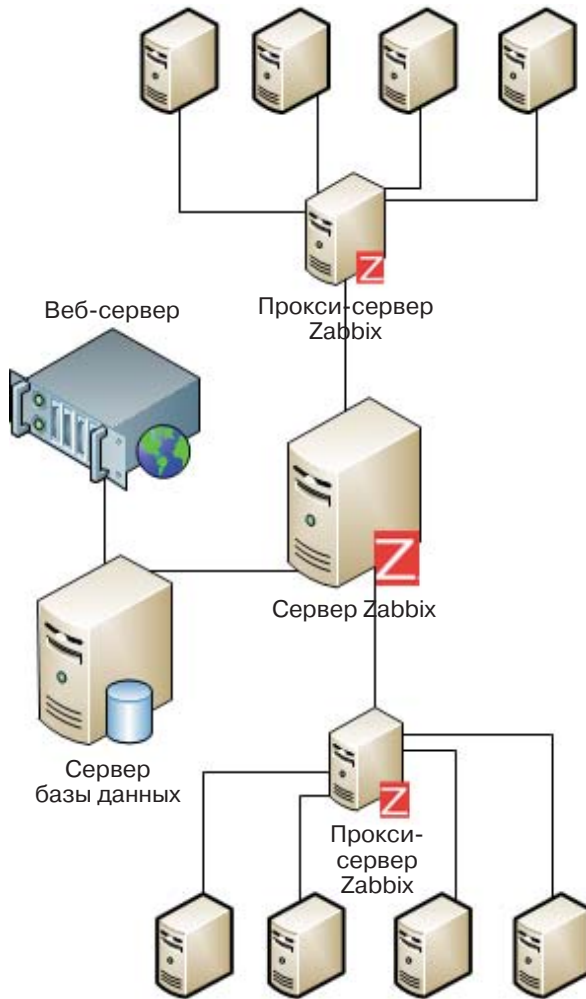 Z
Прокси-сервер
Zabbix
Веб-сервер
Z
Сервер Zabbix
Сервер
базы данных
Z
Прокси-
сервер
Zabbix